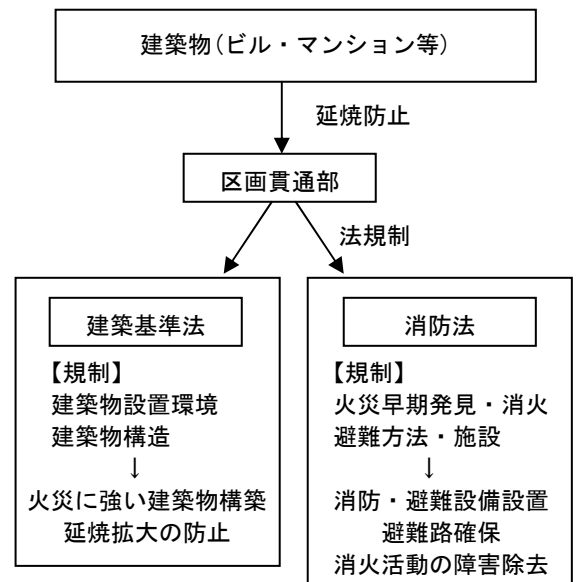 建築物(ビル・マンション等)
延焼防止
区画貫通部
法規制
建築基準法
【規制】
建築物設置環境
建築物構造
↓
火災に強い建築物構築
延焼拡大の防止
消防法
【規制】
火災早期発見・消火
避難方法・施設
↓
消防・避難設備設置
避難路確保
消火活動の障害除去